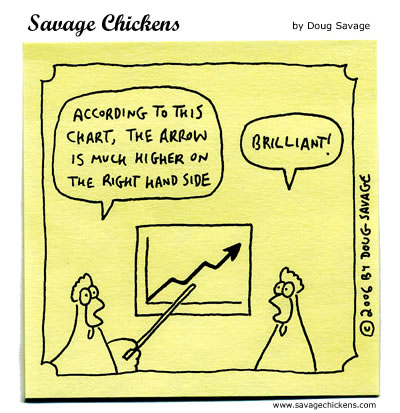 Savage Chickens
by Doug Savage
ACCORDING TO THIS
CHART, THE ARROW
IS MUCH HIGHER ON
THE RIGHT HAND SIDE
BRILLIANT!
© 2006 BY DOUG SAVAGE
www.savagechickens.com